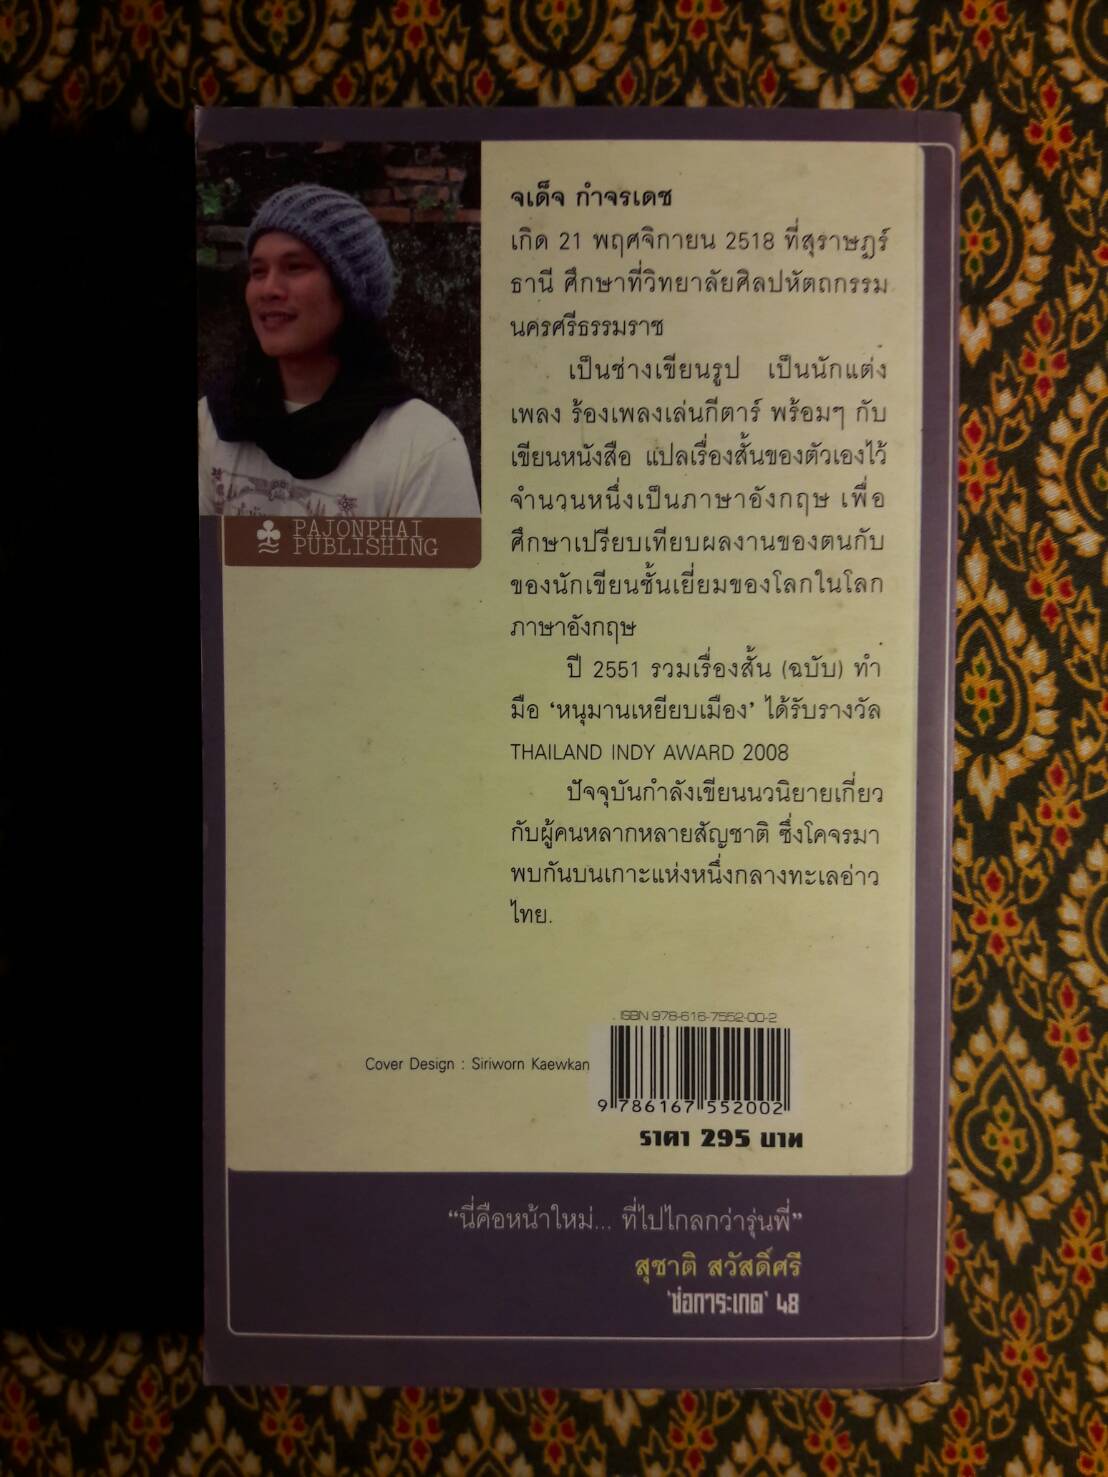 จเด็จ กำจรเดช
เกิด 21 พฤศจิกายน 2518 ที่สุราษฎร์
ธานี ศึกษาที่วิทยาลัยศิลปหัตถกรรม
นครศรีธรรมราช
เป็นช่างเขียนรูป เป็นนักแต่ง
เพลง ร้องเพลงเล่นกีตาร์ พร้อมๆ กับ
เขียนหนังสือ แปลเรื่องสั้นของตัวเองไว้
จำนวนหนึ่งเป็นภาษาอังกฤษ เพื่อ
ศึกษาเปรียบเทียบผลงานของตนกับ
ของนักเขียนชั้นเยี่ยมของโลกในโลก
ภาษาอังกฤษ
ปี 2551 รวมเรื่องสั้น (ฉบับ) ทำ
มือ ‘หนุมานเหยียบเมือง’ ได้รับรางวัล
THAILAND INDY AWARD 2008
ปัจจุบันกำลังเขียนนวนิยายเกี่ยว
กับผู้คนหลากหลายสัญชาติ ซึ่งโคจรมา
พบกันบนเกาะแห่งหนึ่งกลางทะเลอ่าว
ไทย.
PAJONPHAI
PUBLISHING
ISBN 978-616-7552-00-2
Cover Design : Siriworn Kaewkan
9 786167 552002
ราคา 295 บาท
“นี่คือหน้าใหม่... ที่ไปไกลกว่ารุ่นพี่”
สุชาติ สวัสดิ์ศรี
‘ช่อการะเกด’ 48